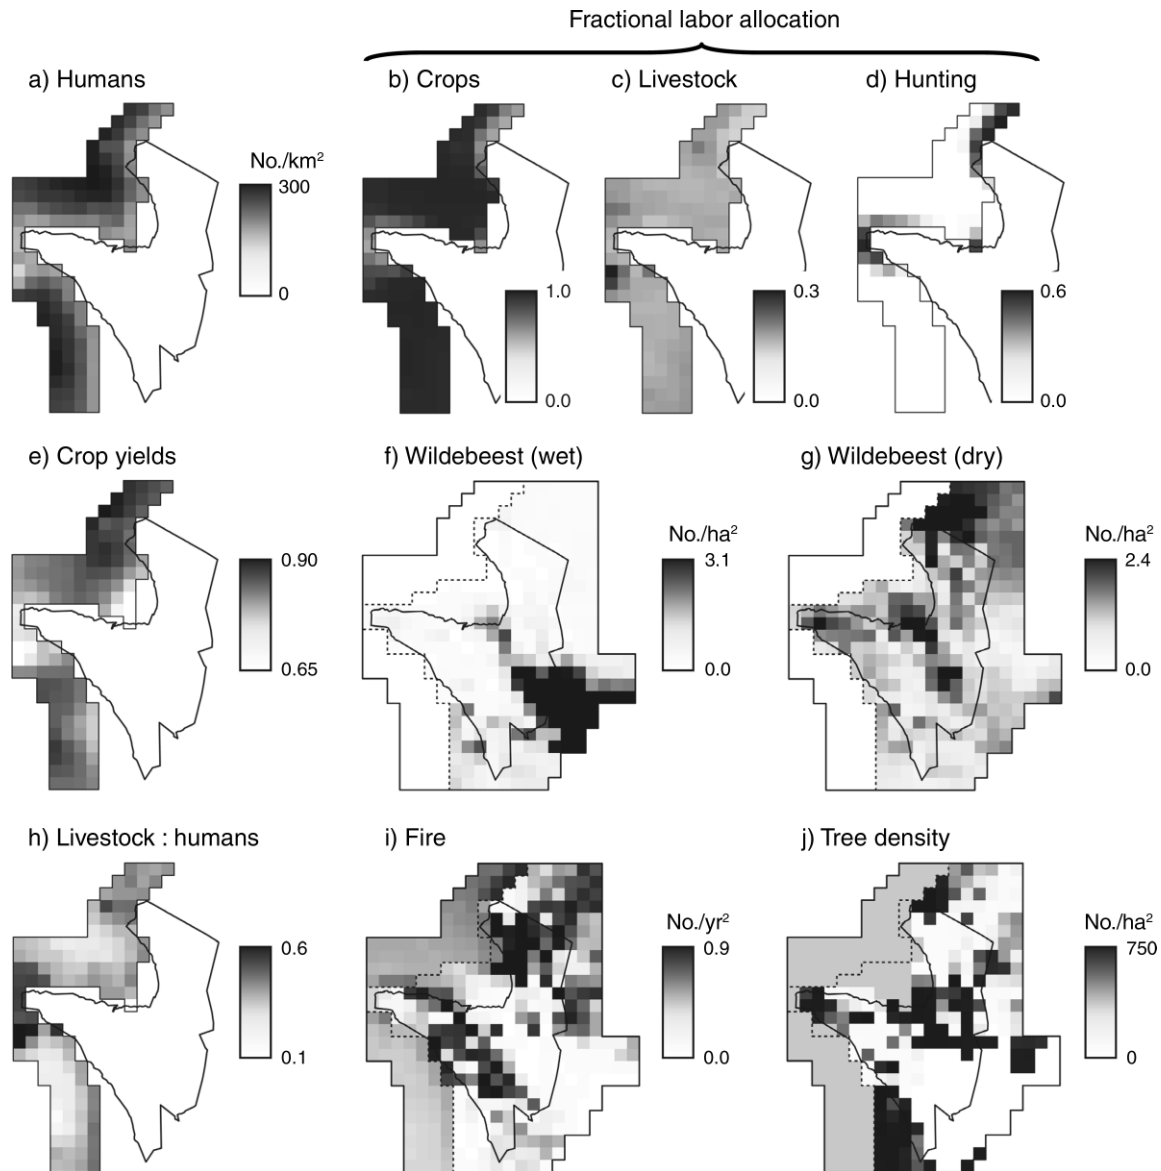 Fractional labor allocation
a) Humans
b) Crops
c) Livestock
d) Hunting
No./km²
300
0
1.0
0.0
0.3
0.0
0.6
0.0
e) Crop yields
f) Wildebeest (wet)
g) Wildebeest (dry)
0.90
0.65
No./ha²
3.1
0.0
No./ha²
2.4
0.0
h) Livestock : humans
i) Fire
j) Tree density
0.6
0.1
No./yr²
0.9
0.0
No./ha²
750
0